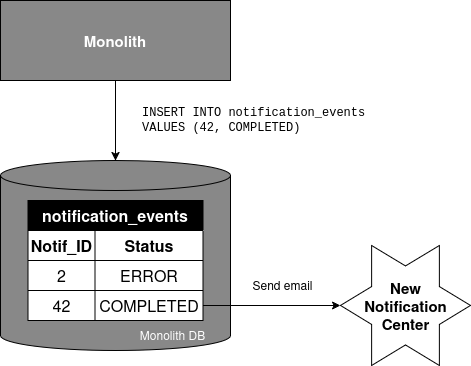 Monolith
INSERT INTO notification_events
VALUES (42, COMPLETED)
notification_events
Notif_ID Status
2 ERROR
42 COMPLETED
Monolith DB
Send email
New
Notification
Center